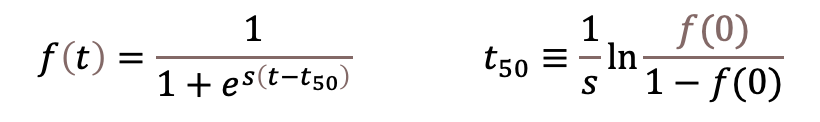 f(t) = 1 / (1 + e^{s(t−t₅₀)})
t₅₀ ≡ (1/s) ln (f(0) / (1 − f(0)))